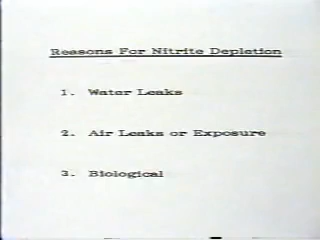 Reasons For Nitrite Depletion
1. Water Leaks
2. Air Leaks or Exposure
3. Biological